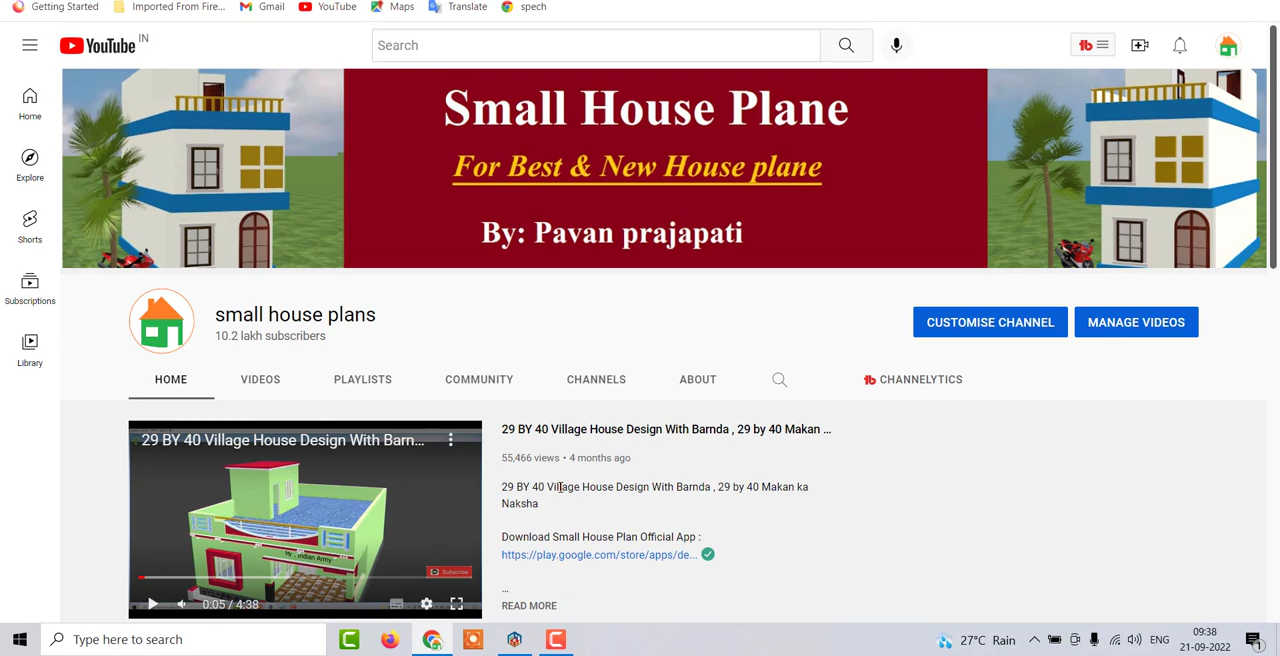 Getting Started
Imported From Fire...
Gmail
YouTube
Maps
Translate
spech
YouTube IN
Search
tb
Small House Plane
For Best & New House plane
By: Pavan prajapati
Home
Explore
Shorts
Subscriptions
Library
small house plans
10.2 lakh subscribers
CUSTOMISE CHANNEL
MANAGE VIDEOS
HOME
VIDEOS
PLAYLISTS
COMMUNITY
CHANNELS
ABOUT
tb CHANNELYTICS
29 BY 40 Village House Design With Barn...
Mr. Indian Army
Subscribe
0:05 / 4:38
29 BY 40 Village House Design With Barnda , 29 by 40 Makan ...
55,466 views • 4 months ago
29 BY 40 Village House Design With Barnda , 29 by 40 Makan ka
Naksha
Download Small House Plan Official App :
https://play.google.com/store/apps/de...
...
READ MORE
Type here to search
27°C Rain
ENG
09:38
21-09-2022
1